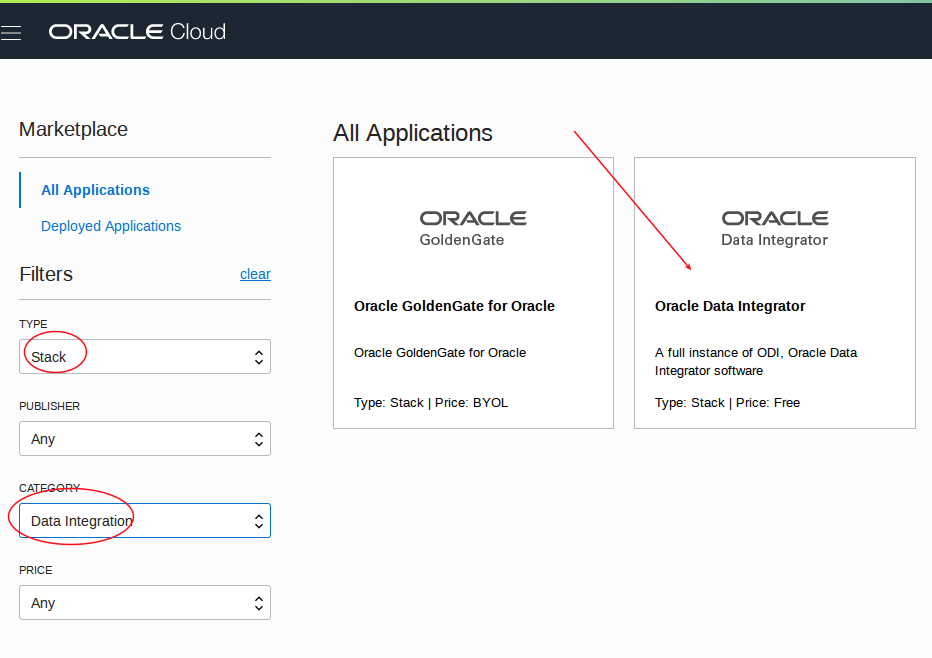 ORACLE Cloud
Marketplace
All Applications
Deployed Applications
Filters
clear
TYPE
Stack
PUBLISHER
Any
CATEGORY
Data Integration
PRICE
Any
All Applications
ORACLE
GoldenGate
Oracle GoldenGate for Oracle
Oracle GoldenGate for Oracle
Type: Stack | Price: BYOL
ORACLE
Data Integrator
Oracle Data Integrator
A full instance of ODI, Oracle Data
Integrator software
Type: Stack | Price: Free